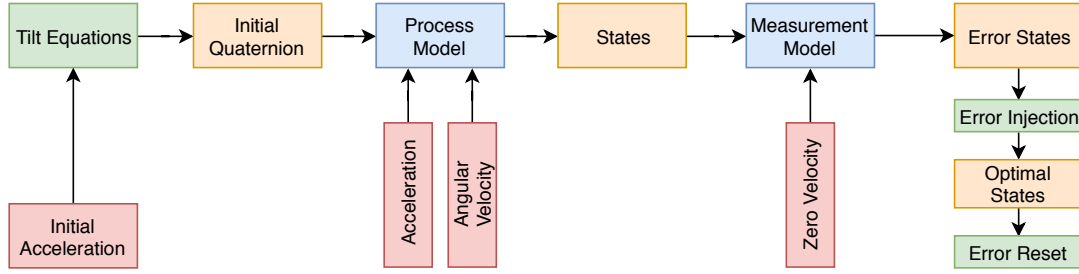 Tilt Equations
Initial
Quaternion
Process
Model
States
Measurement
Model
Error States
Error Injection
Optimal
States
Error Reset
Initial
Acceleration
Acceleration
Angular
Velocity
Zero Velocity